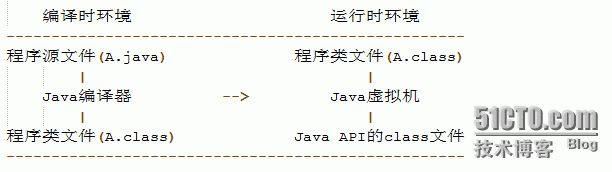 编译时环境 运行时环境
--------------------------------------------------
程序源文件(A.java) 程序类文件(A.class)
| |
Java编译器 --> Java虚拟机
| |
程序类文件(A.class) Java API的class文件
--------------------------------------------------
51CTO.com
技术博客 Blog